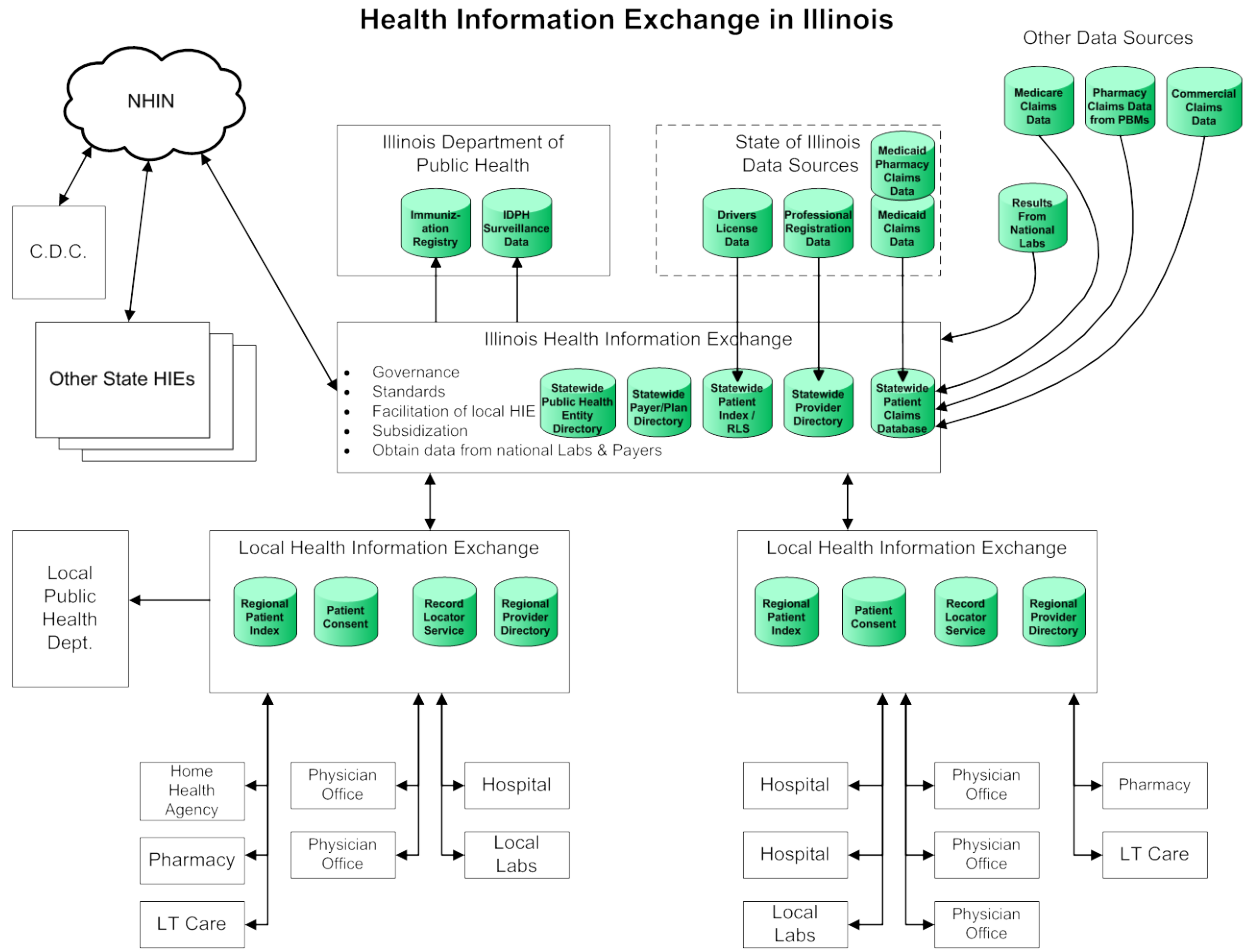 Health Information Exchange in Illinois
Other Data Sources
NHIN
Medicare
Claims
Data
Pharmacy
Claims Data
from PBMs
Commercial
Claims
Data
Illinois Department of
Public Health
Immuniz-
ation
Registry
IDPH
Surveillance
Data
State of Illinois
Data Sources
Medicaid
Pharmacy
Claims
Data
Drivers
License
Data
Professional
Registration
Data
Medicaid
Claims
Data
Results
From
National
Labs
C.D.C.
Other State HIEs
Illinois Health Information Exchange
• Governance
• Standards
• Facilitation of local HIE
• Subsidization
• Obtain data from national Labs & Payers
Statewide
Public Health
Entity
Directory
Statewide
Payer/Plan
Directory
Statewide
Patient
Index /
RLS
Statewide
Provider
Directory
Statewide
Patient
Claims
Database
Local
Public
Health
Dept.
Local Health Information Exchange
Regional
Patient
Index
Patient
Consent
Record
Locator
Service
Regional
Provider
Directory
Local Health Information Exchange
Regional
Patient
Index
Patient
Consent
Record
Locator
Service
Regional
Provider
Directory
Home
Health
Agency
Physician
Office
Hospital
Pharmacy
Physician
Office
Local
Labs
LT Care
Hospital
Physician
Office
Pharmacy
Hospital
Physician
Office
LT Care
Local
Labs
Physician
Office